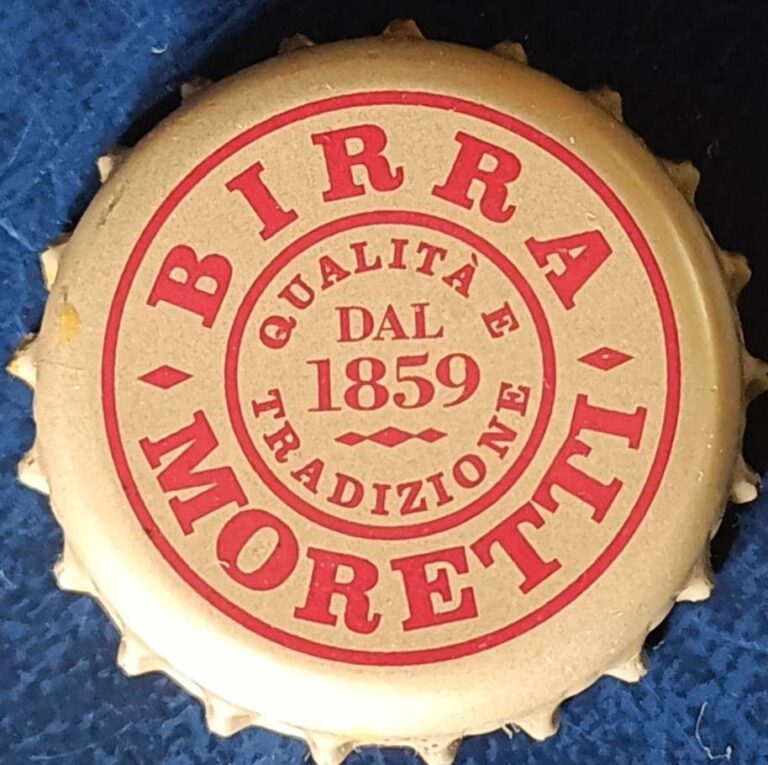 BIRRA
MORETTI
QUALITÀ E
TRADIZIONE
DAL
1859